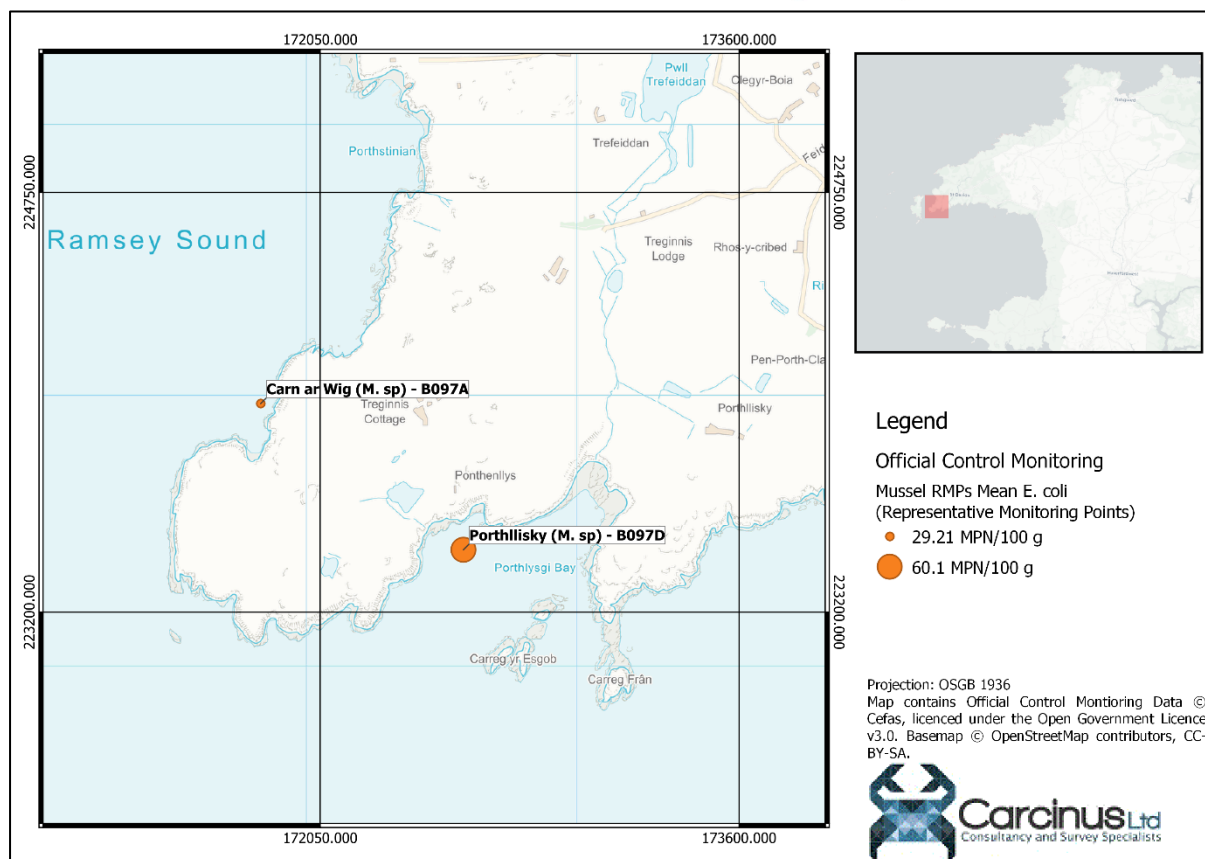 172050.000
173600.000
Pwll
Trefeiddan
Clegyr-Boia
Porthstinian
Trefeiddan
Feid
224750.000
224750.000
Ramsey Sound
Treginnis
Lodge
Rhos-y-cribed
Ri
Pen-Porth-Cla
Carn ar Wig (M. sp) - B097A
Treginnis
Cottage
Porthllisky
Ponthenllys
Porthllisky (M. sp) - B097D
Porthlysgi Bay
223200.000
223200.000
Carreg yr Esgob
Carreg Frân
172050.000
173600.000
Legend
Official Control Monitoring
Mussel RMPs Mean E. coli
(Representative Monitoring Points)
29.21 MPN/100 g
60.1 MPN/100 g
Projection: OSGB 1936
Map contains Official Control Montioring Data ©
Cefas, licenced under the Open Government Licence
v3.0. Basemap © OpenStreetMap contributors, CC-
BY-SA.
Carcinus Ltd
Consultancy and Survey Specialists